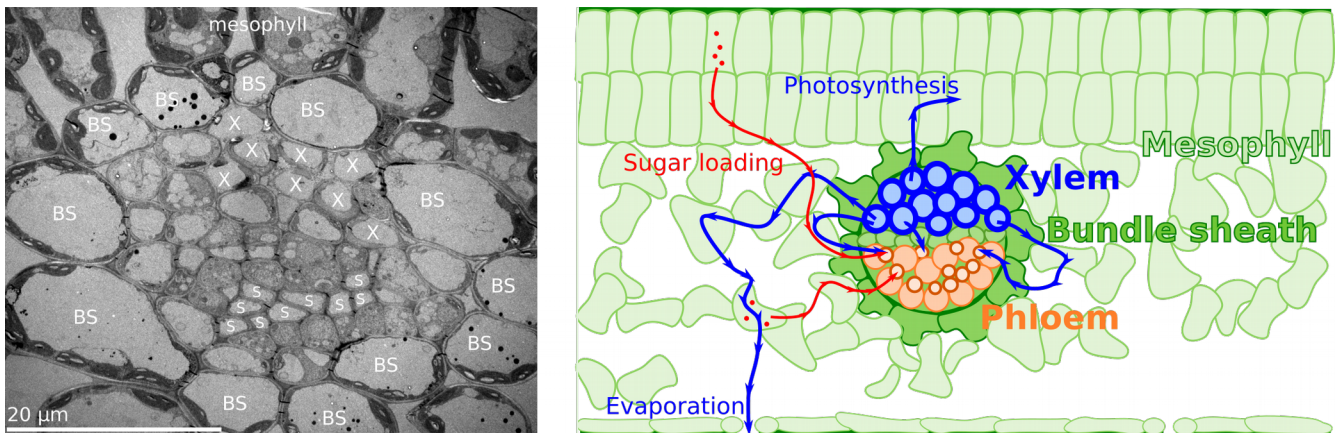 mesophyll
BS
BS
BS
BS
X
X
X
X
X
X
X
X
BS
BS
S
S
S
S
S
S
S
S
S
S
BS
BS
BS
BS
BS
BS
20 µm
Photosynthesis
Mesophyll
Sugar loading
Xylem
Bundle sheath
Phloem
Evaporation